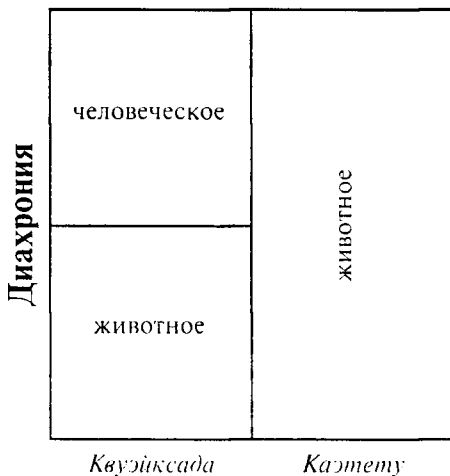 человеческое
животное
животное
Диахрония
Квуэйксада Каэтету